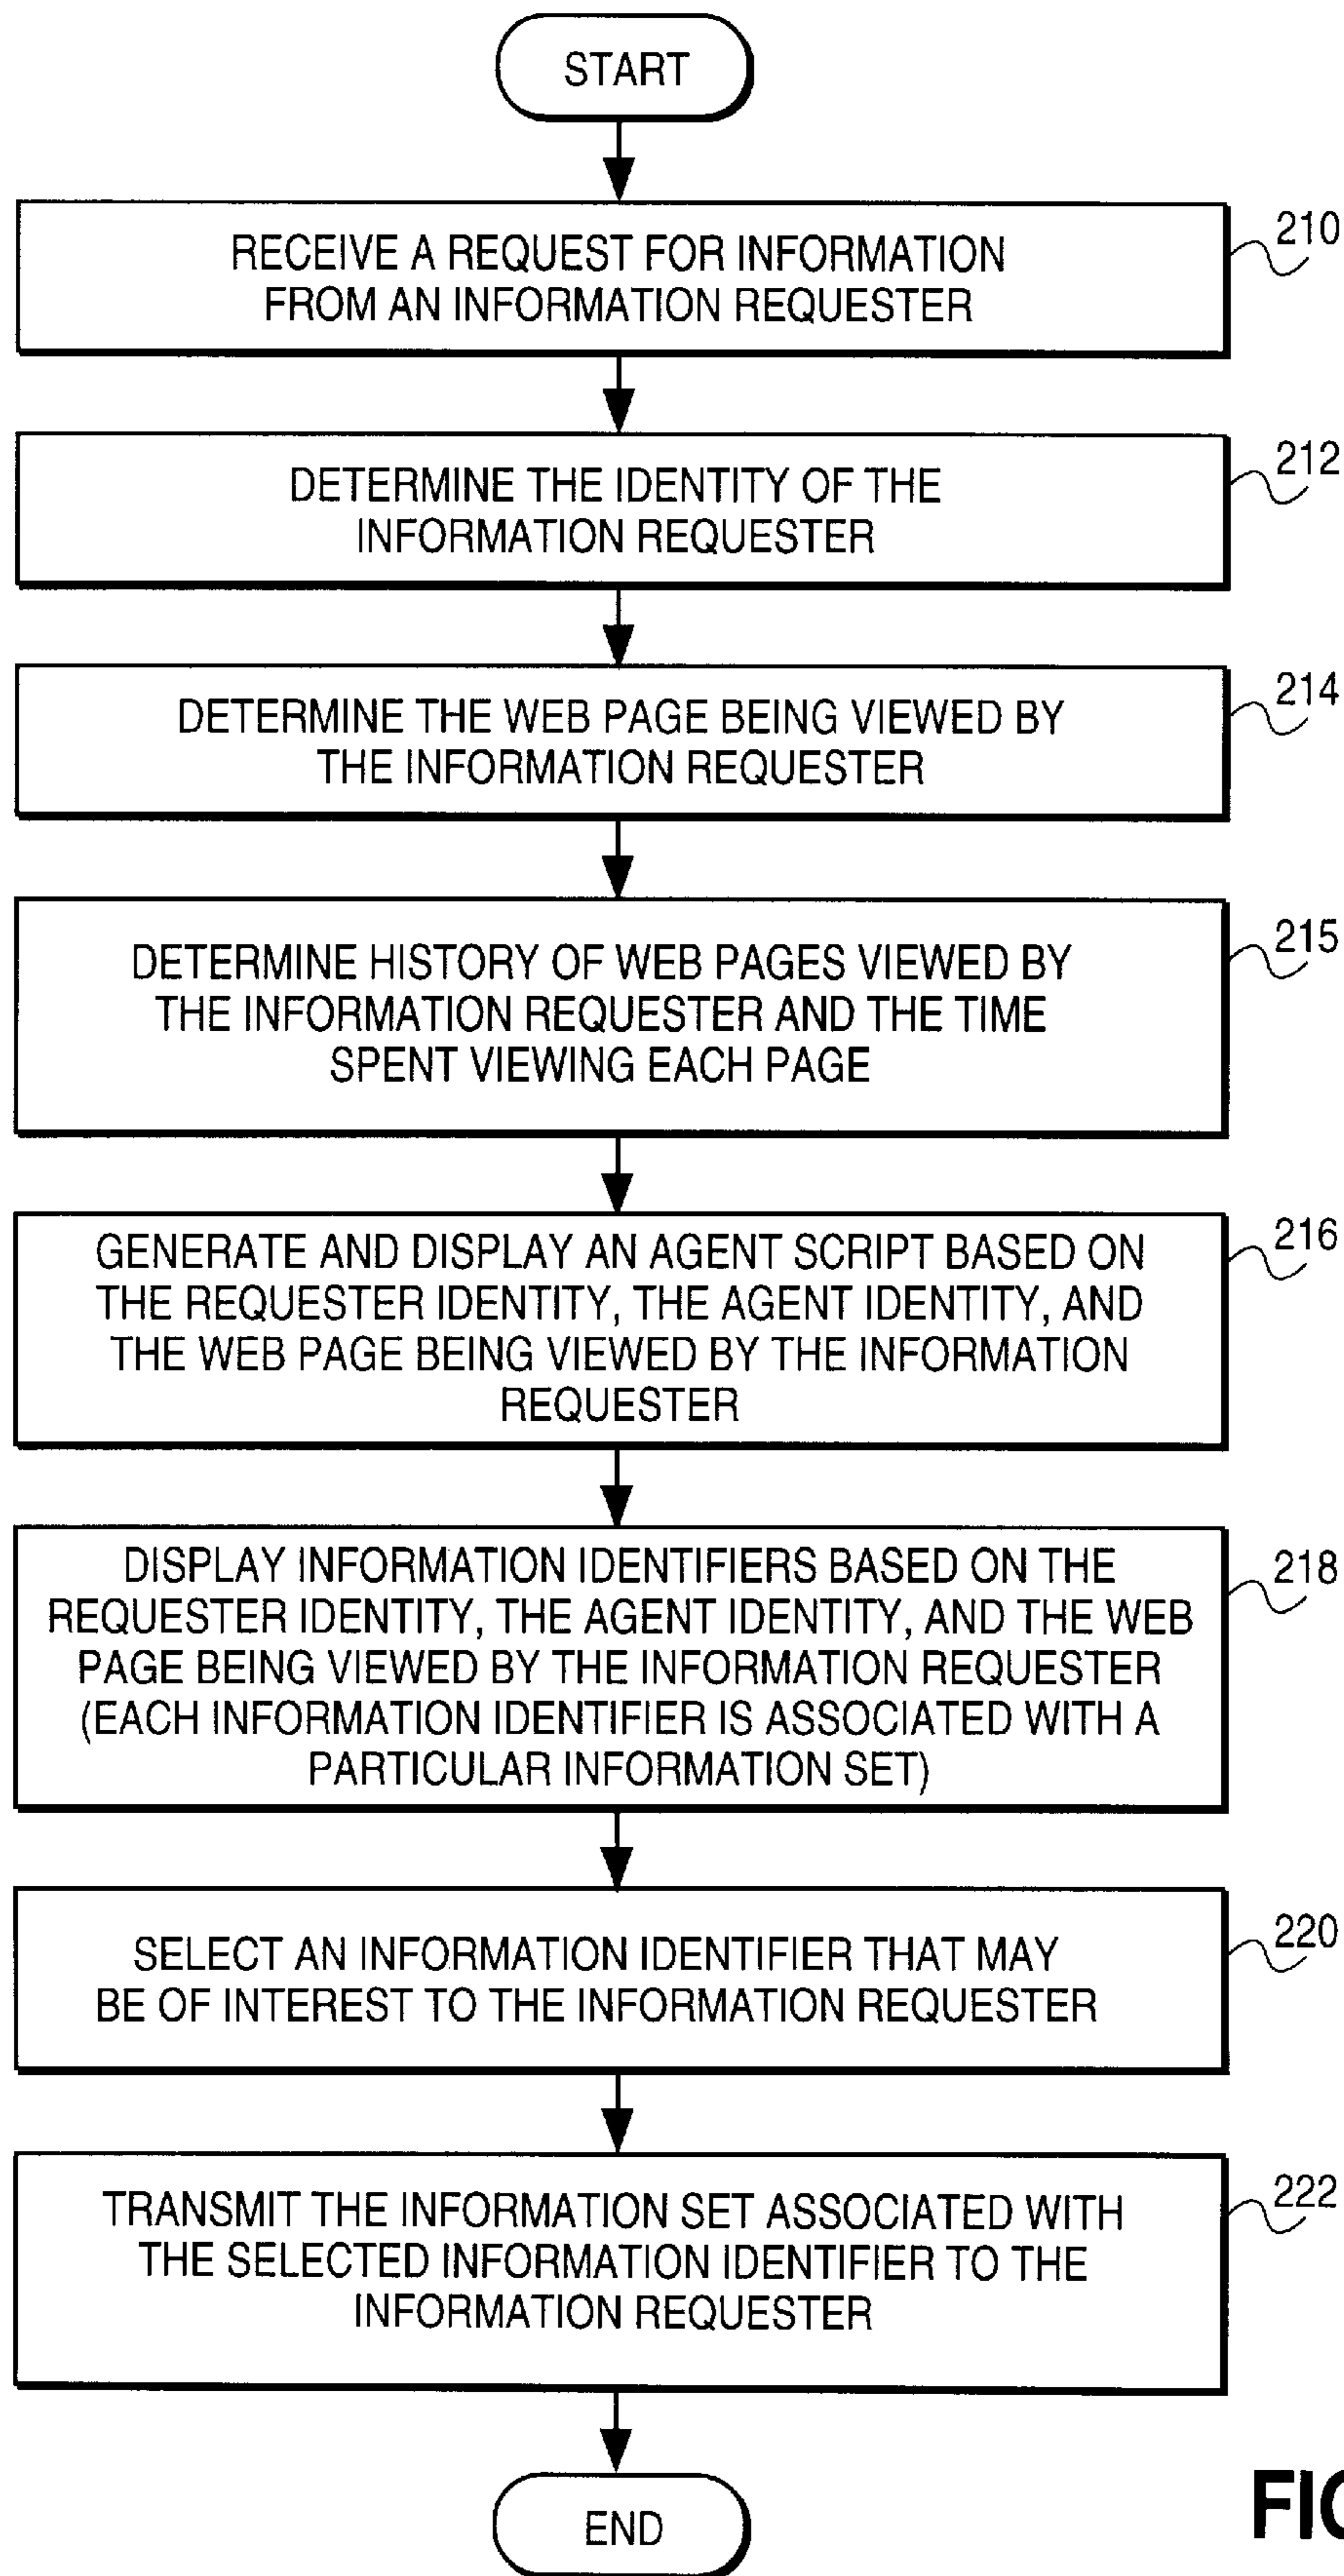 START
RECEIVE A REQUEST FOR INFORMATION
FROM AN INFORMATION REQUESTER
210
DETERMINE THE IDENTITY OF THE
INFORMATION REQUESTER
212
DETERMINE THE WEB PAGE BEING VIEWED BY
THE INFORMATION REQUESTER
214
DETERMINE HISTORY OF WEB PAGES VIEWED BY
THE INFORMATION REQUESTER AND THE TIME
SPENT VIEWING EACH PAGE
215
GENERATE AND DISPLAY AN AGENT SCRIPT BASED ON
THE REQUESTER IDENTITY, THE AGENT IDENTITY, AND
THE WEB PAGE BEING VIEWED BY THE INFORMATION
REQUESTER
216
DISPLAY INFORMATION IDENTIFIERS BASED ON THE
REQUESTER IDENTITY, THE AGENT IDENTITY, AND THE WEB
PAGE BEING VIEWED BY THE INFORMATION REQUESTER
(EACH INFORMATION IDENTIFIER IS ASSOCIATED WITH A
PARTICULAR INFORMATION SET)
218
SELECT AN INFORMATION IDENTIFIER THAT MAY
BE OF INTEREST TO THE INFORMATION REQUESTER
220
TRANSMIT THE INFORMATION SET ASSOCIATED WITH
THE SELECTED INFORMATION IDENTIFIER TO THE
INFORMATION REQUESTER
222
END